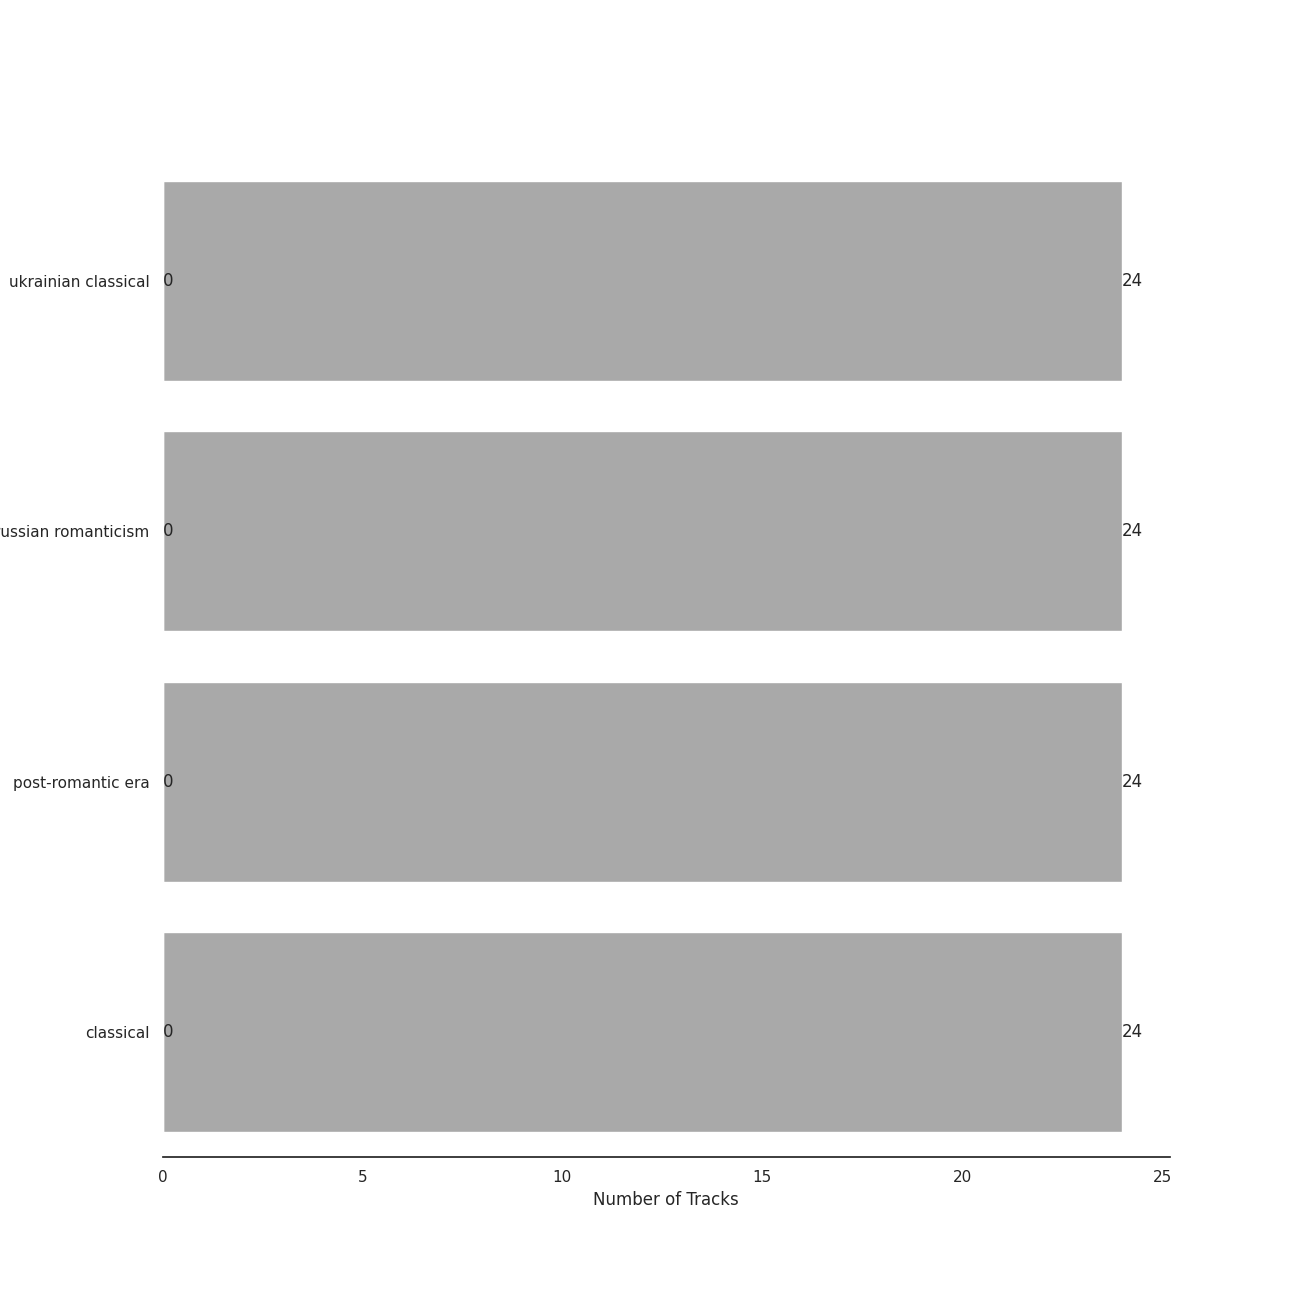 ukrainian classical 0 24
ussian romanticism 0 24
post-romantic era 0 24
classical 0 24
0 5 10 15 20 25
Number of Tracks